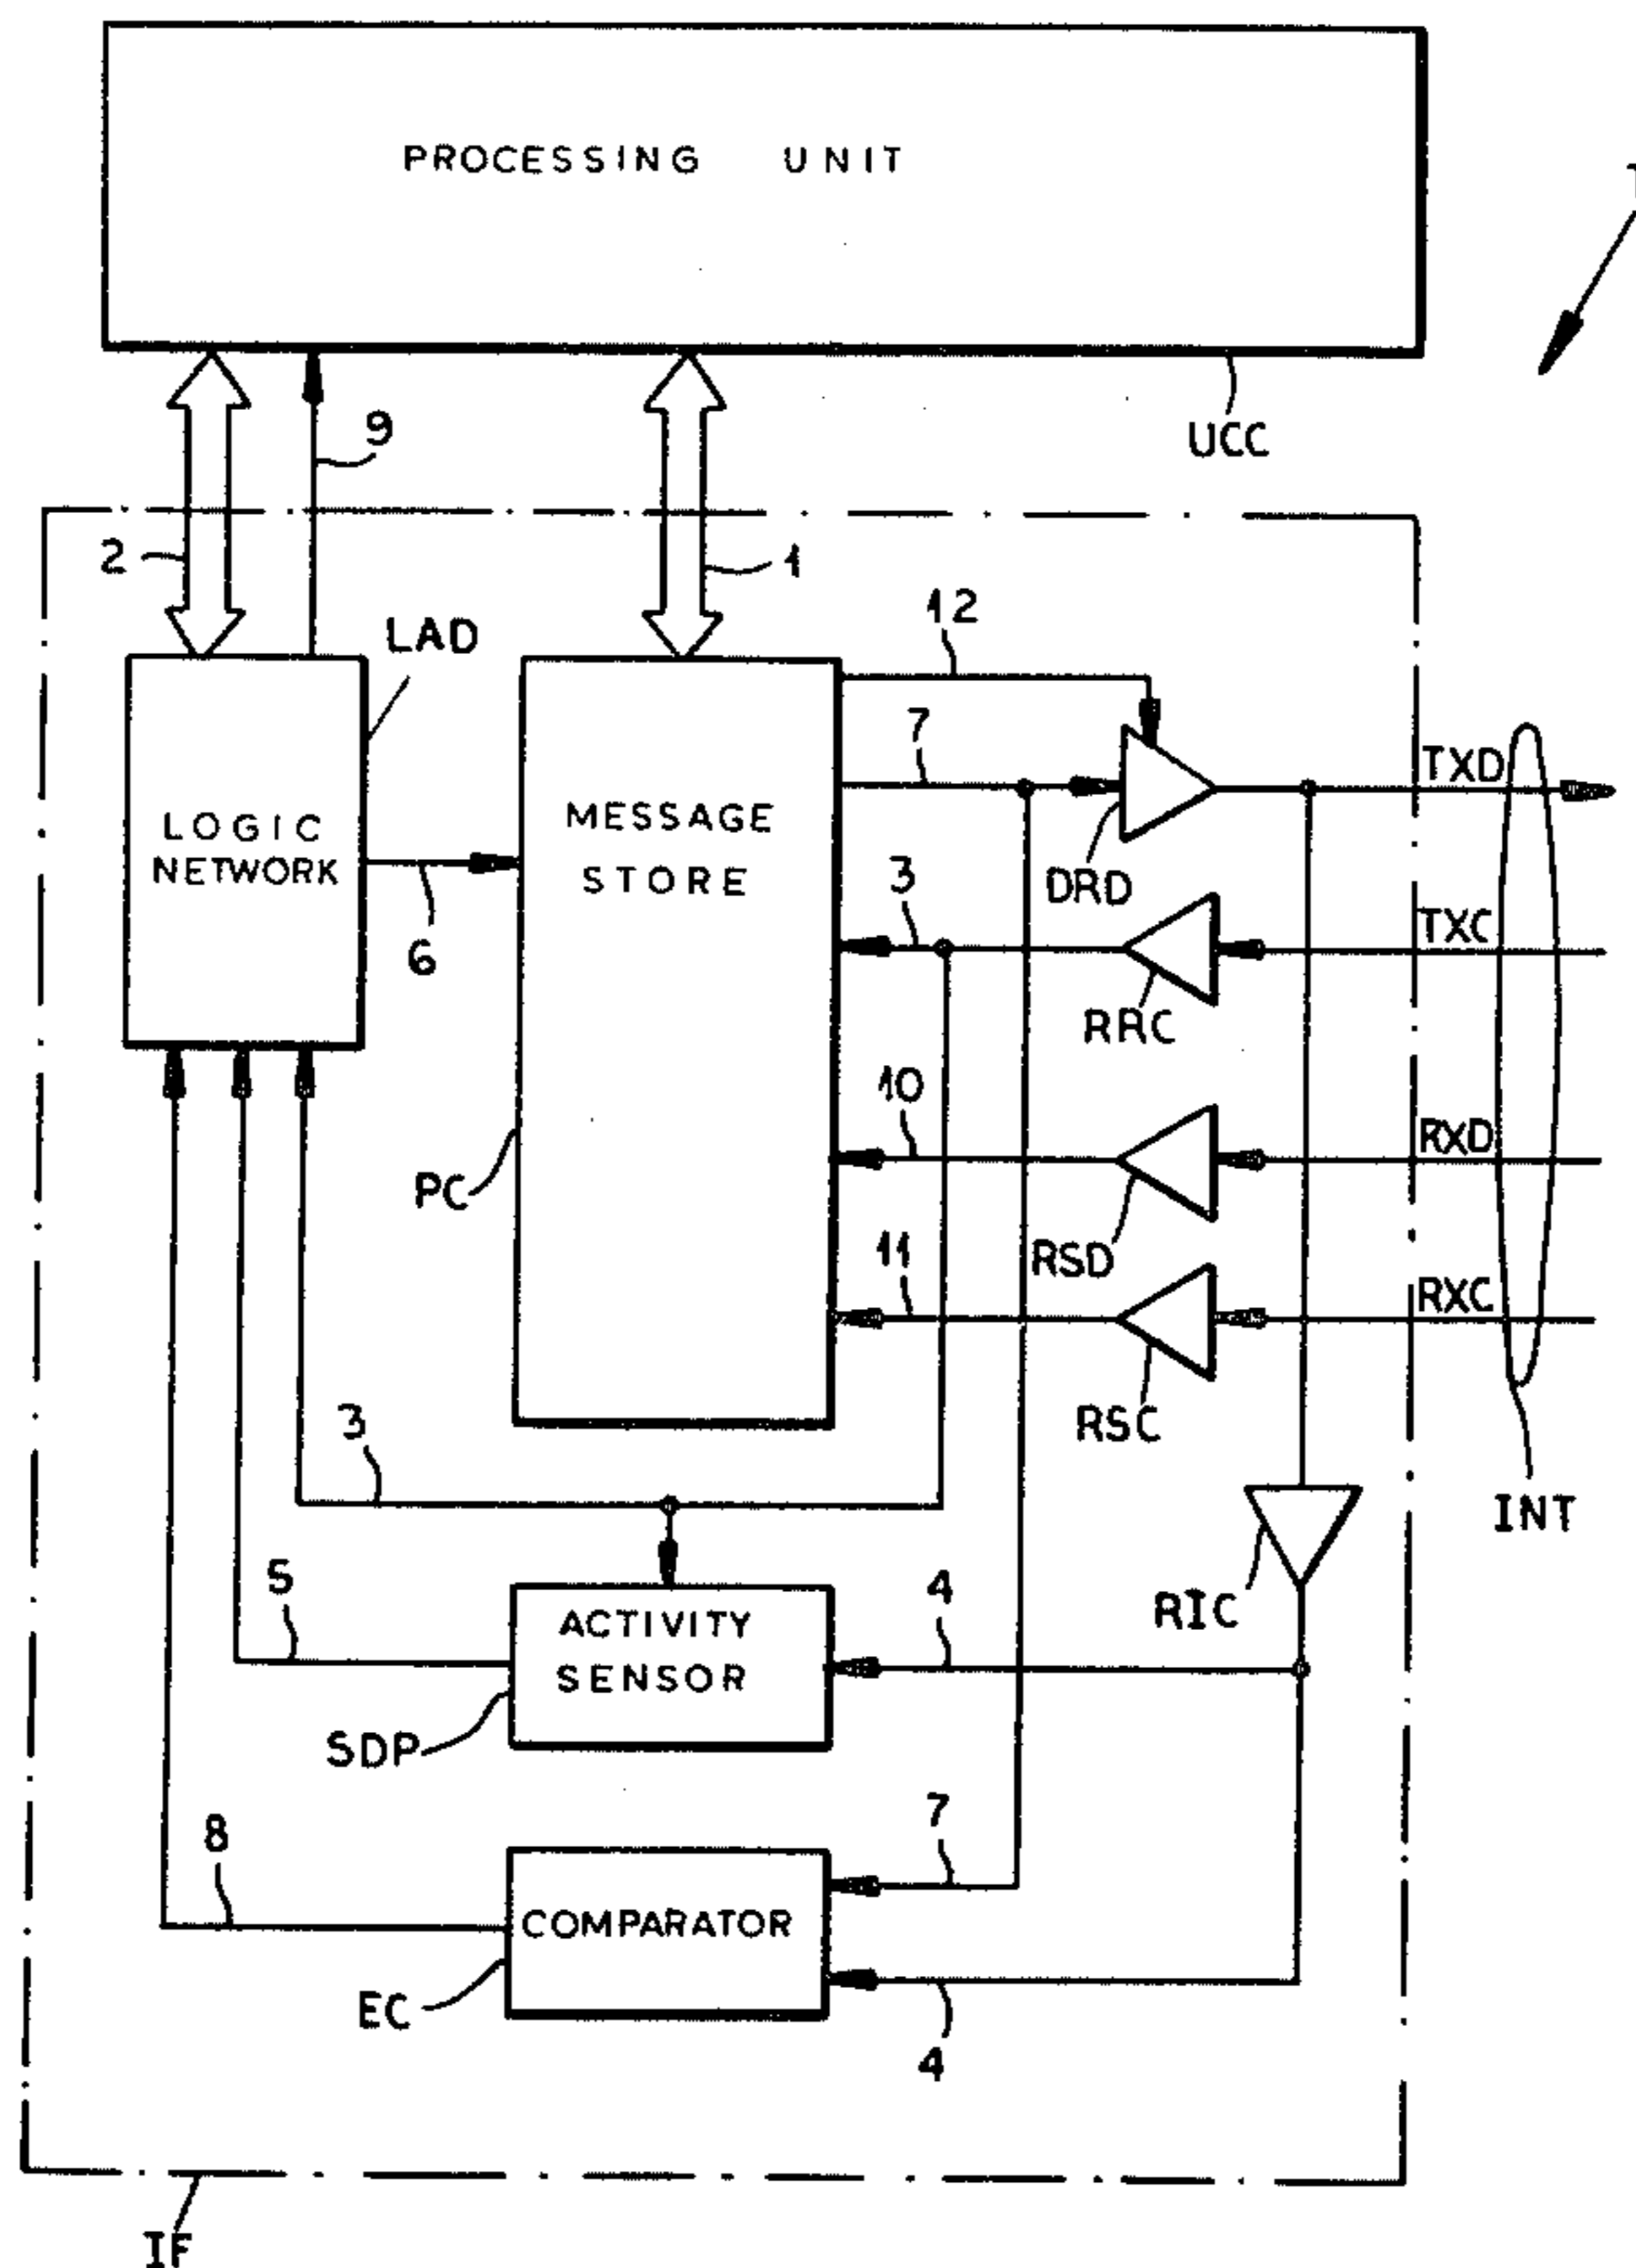 PROCESSING UNIT
UCC
9
2
1
LAD
12
7
TXD
LOGIC
NETWORK
MESSAGE
STORE
DRD
3
TXC
6
RRC
10
RXD
PC
11
RSD
RXC
3
RSC
INT
5
ACTIVITY
SENSOR
4
RIC
SDP
7
8
COMPARATOR
EC
4
IF